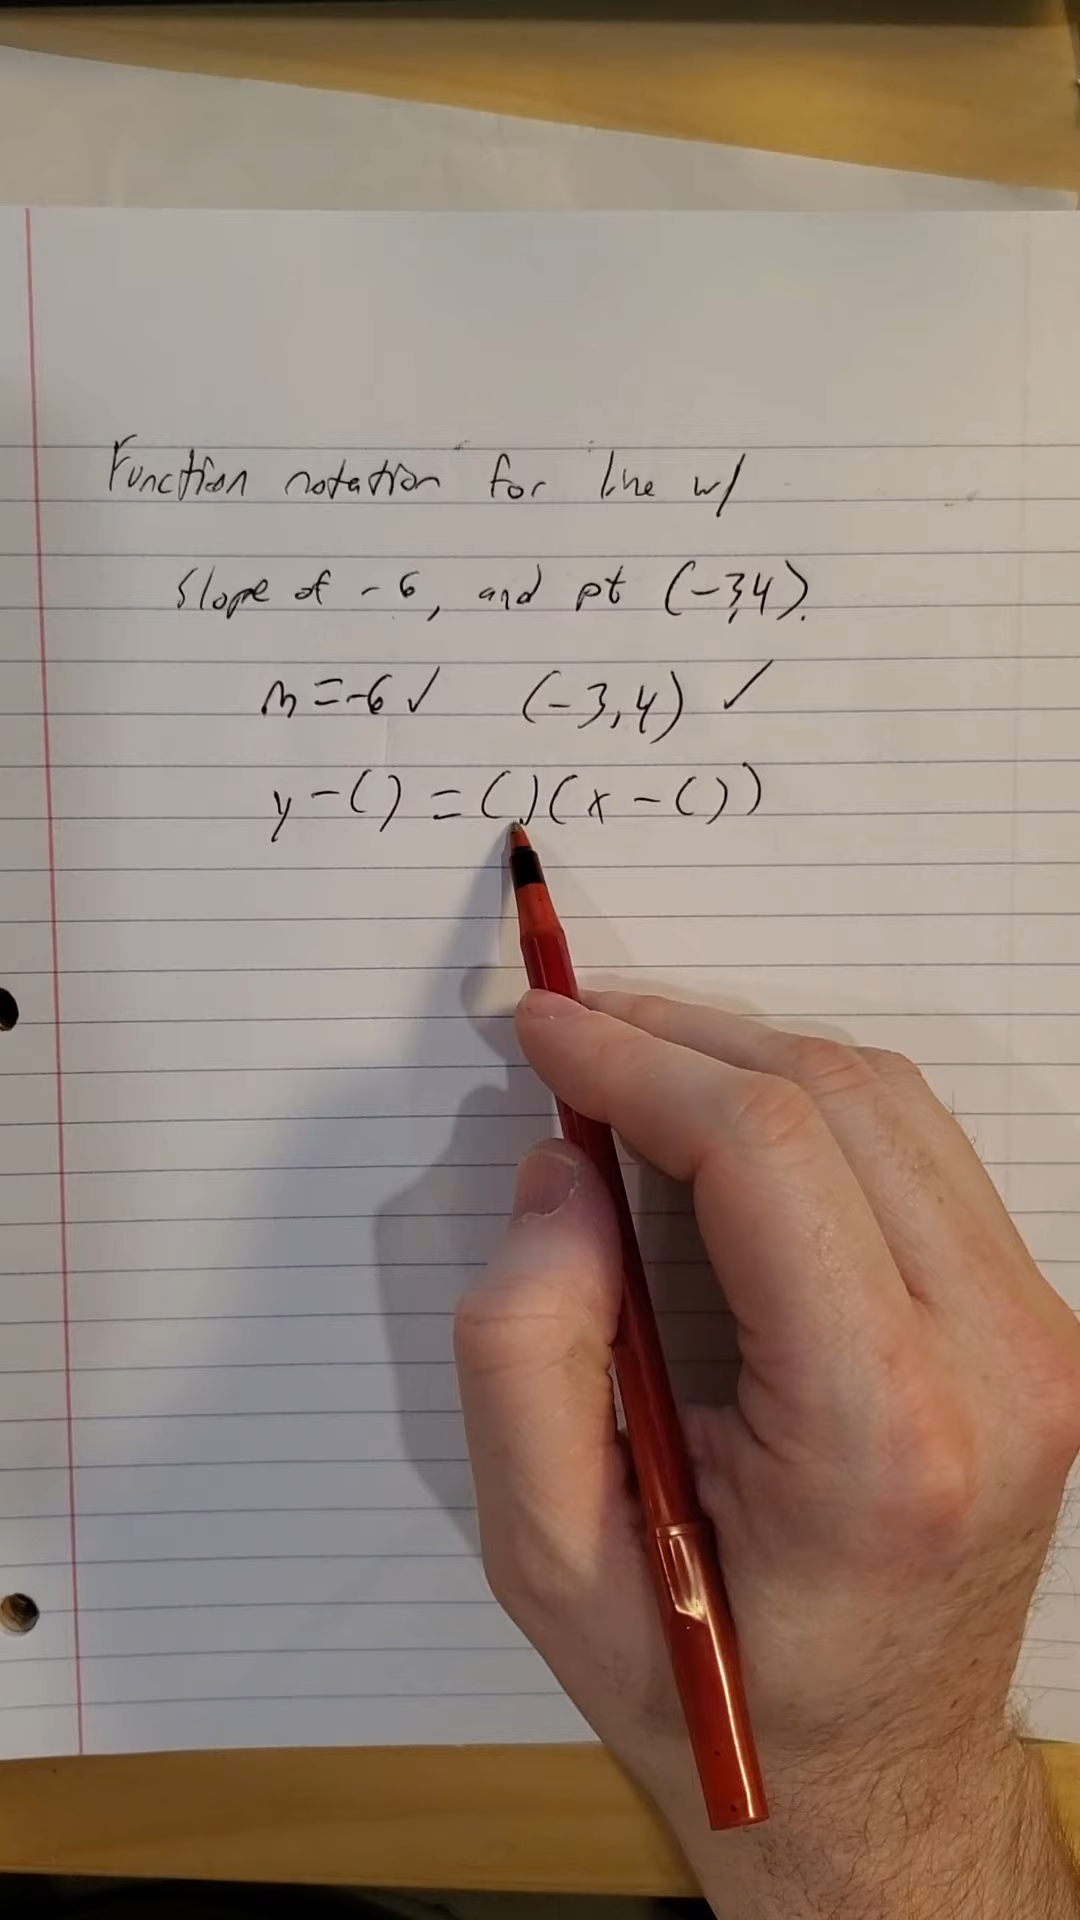 Function notation for line w/
slope of -6, and pt (-3,4).
m=-6✓ (-3,4) ✓
y-()=()(x-())